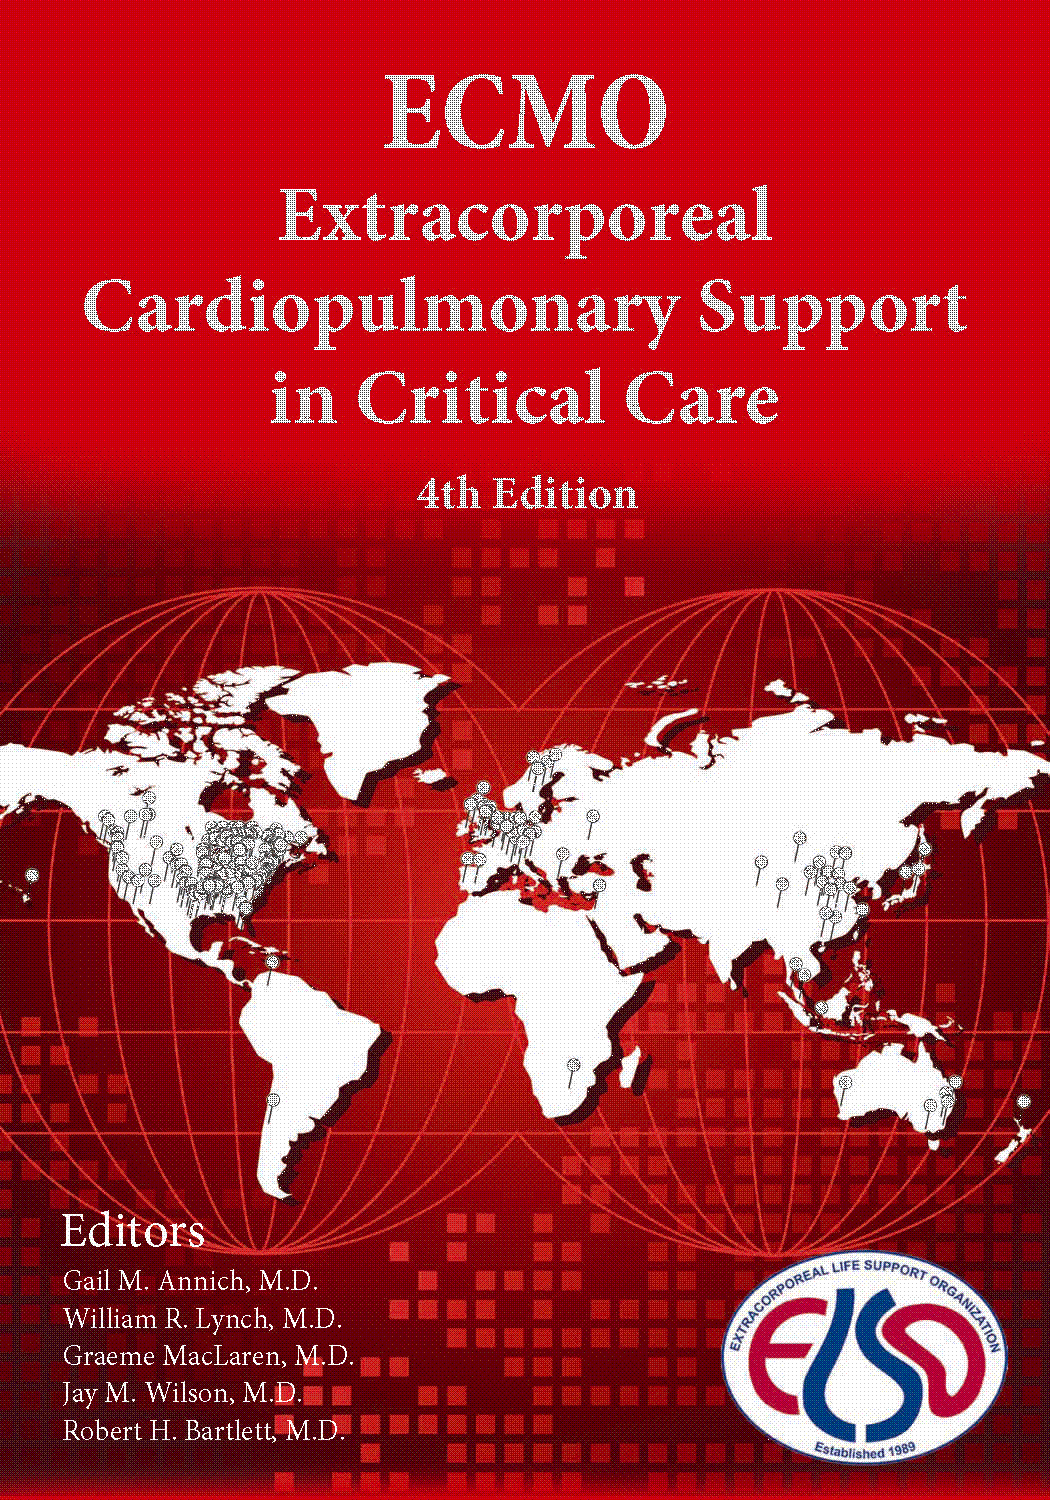 ECMO
Extracorporeal
Cardiopulmonary Support
in Critical Care
4th Edition
Editors
Gail M. Annich, M.D.
William R. Lynch, M.D.
Graeme MacLaren, M.D.
Jay M. Wilson, M.D.
Robert H. Bartlett, M.D.
EXTRACORPOREAL LIFE SUPPORT ORGANIZATION
ELSO
Established 1989